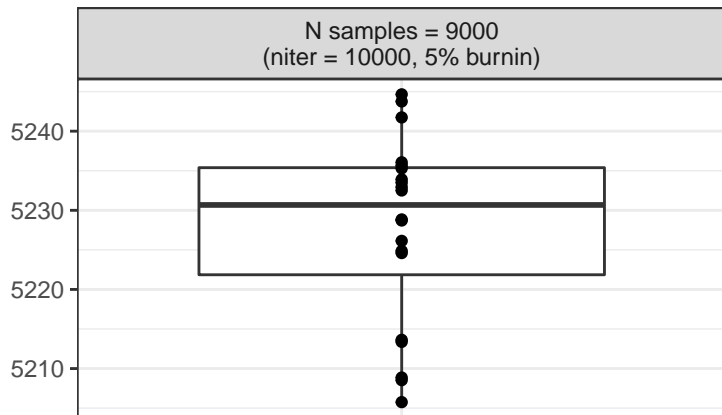 N samples = 9000
(niter = 10000, 5% burnin)
5240
5230
5220
5210